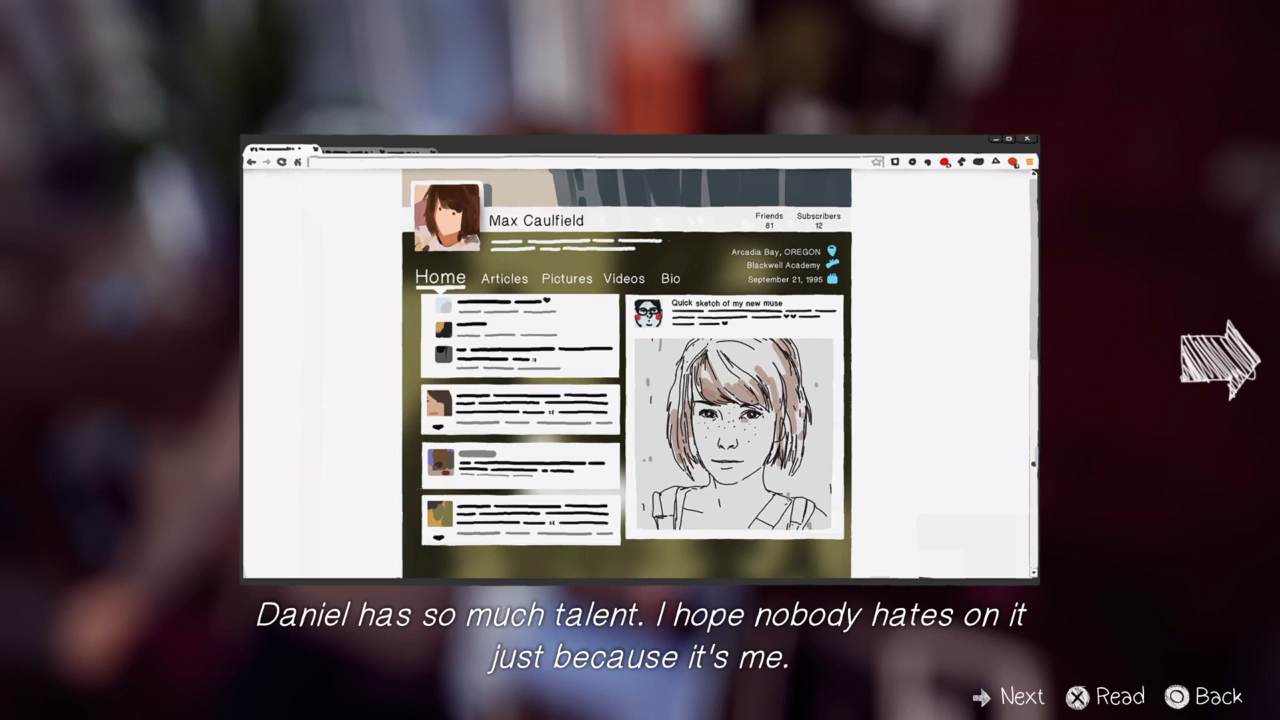 Max Caulfield
Friends
81
Subscribers
12
Arcadia Bay, OREGON
Blackwell Academy
September 21, 1995
Home Articles Pictures Videos Bio
Quick sketch of my new muse
Daniel has so much talent. I hope nobody hates on it
just because it's me.
Next Read Back